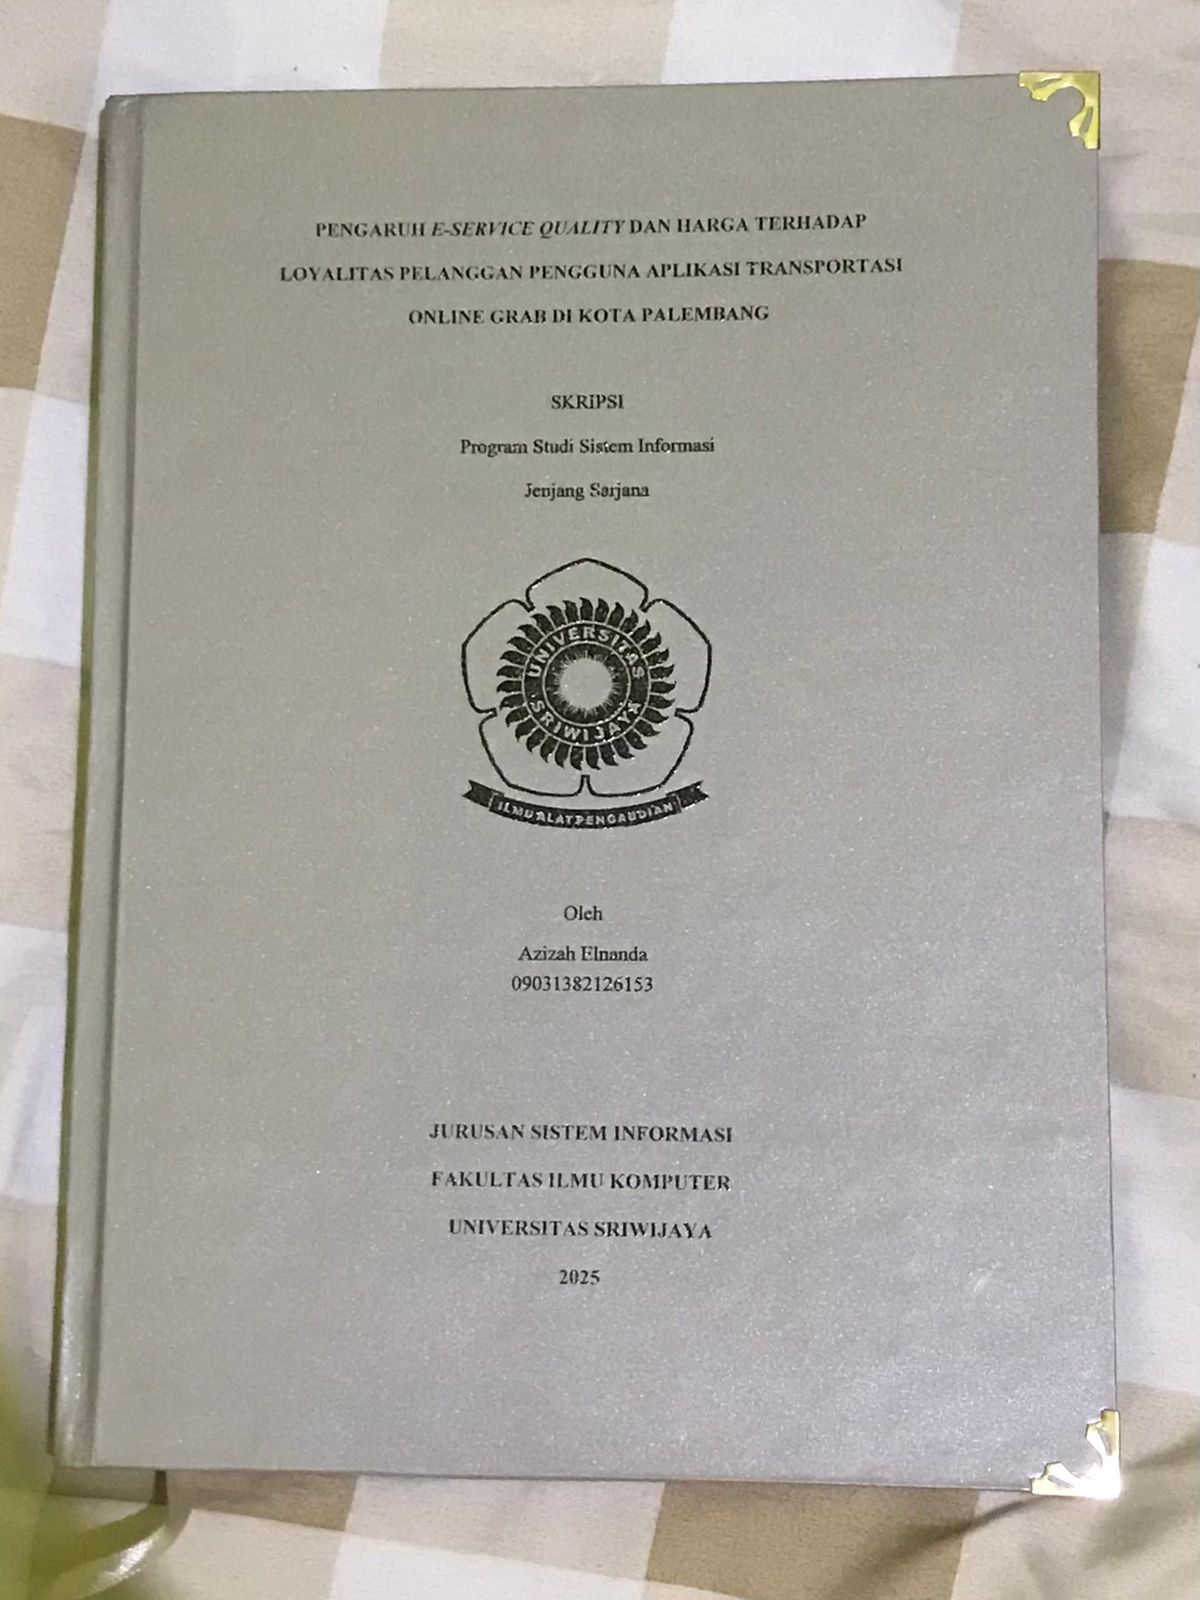 PENGARUH E-SERVICE QUALITY DAN HARGA TERHADAP
LOYALITAS PELANGGAN PENGGUNA APLIKASI TRANSPORTASI
ONLINE GRAB DI KOTA PALEMBANG
SKRIPSI
Program Studi Sistem Informasi
Jenjang Sarjana
UNIVERSITAS
SRIWIJAYA
ILMU ALAT PENGABDIAN
Oleh
Azizah Elnanda
09031382126153
JURUSAN SISTEM INFORMASI
FAKULTAS ILMU KOMPUTER
UNIVERSITAS SRIWIJAYA
2025